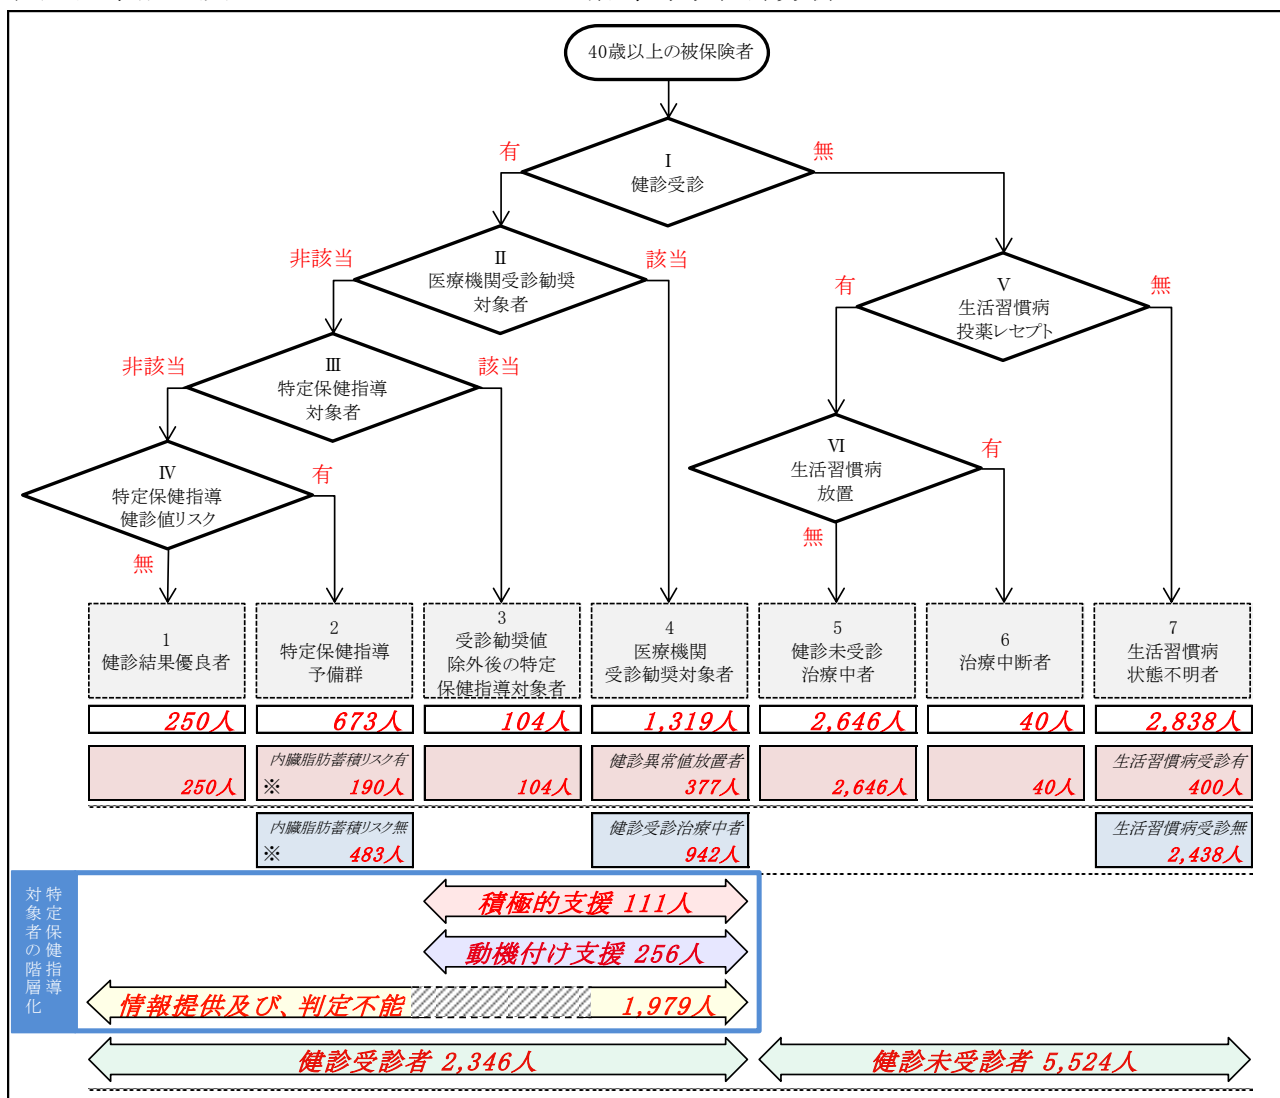 40歳以上の被保険者
Ⅰ
健診受診
有
無
Ⅱ
医療機関受診勧奨
対象者
非該当
該当
Ⅴ
生活習慣病
投薬レセプト
有
無
Ⅲ
特定保健指導
対象者
非該当
該当
Ⅵ
生活習慣病
放置
有
無
Ⅳ
特定保健指導
健診値リスク
有
無
1
健診結果優良者
2
特定保健指導
予備群
3
受診勧奨値
除外後の特定
保健指導対象者
4
医療機関
受診勧奨対象者
5
健診未受診
治療中者
6
治療中断者
7
生活習慣病
状態不明者
250人
673人
104人
1,319人
2,646人
40人
2,838人
250人
内臓脂肪蓄積リスク有
※ 190人
104人
健診異常値放置者
377人
2,646人
40人
生活習慣病受診有
400人
内臓脂肪蓄積リスク無
※ 483人
健診受診治療中者
942人
生活習慣病受診無
2,438人
特定保健指導
対象者の階層化
積極的支援 111人
動機付け支援 256人
情報提供及び、判定不能 1,979人
健診受診者 2,346人
健診未受診者 5,524人